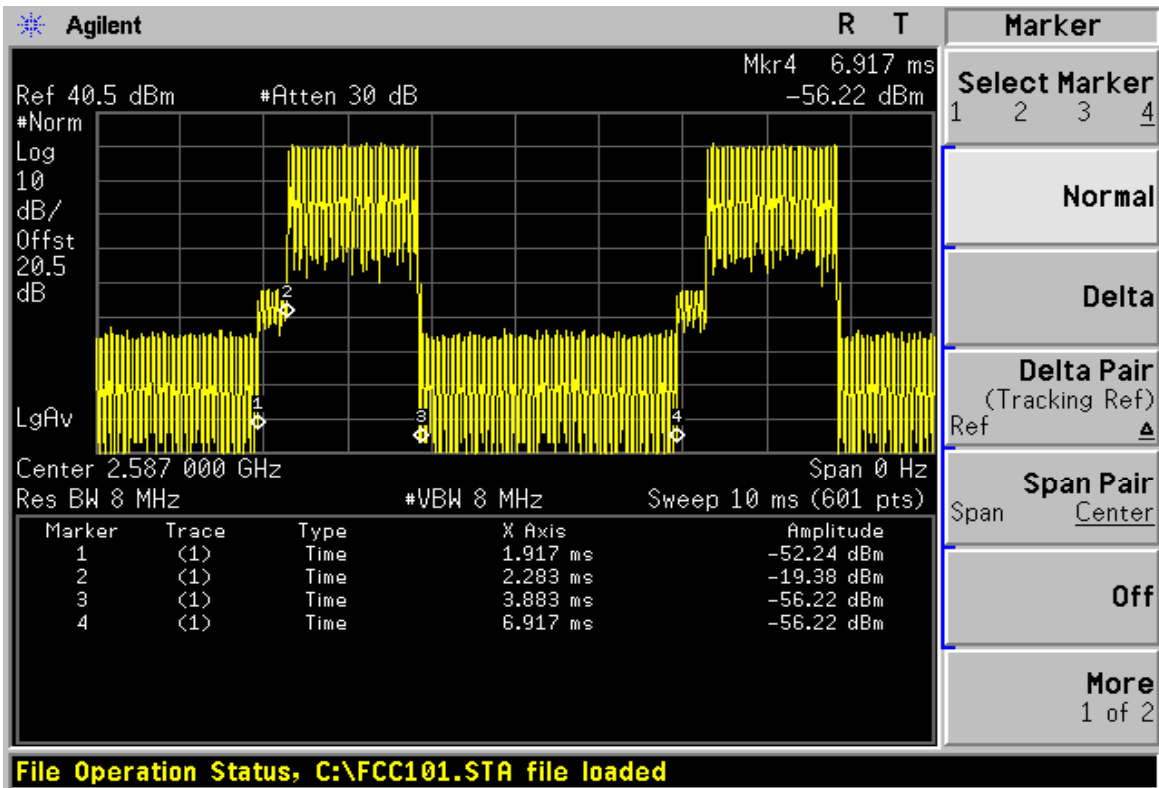 Agilent R T
Mkr4 6.917 ms
Ref 40.5 dBm #Atten 30 dB -56.22 dBm
#Norm
Log
10
dB/
Offst
20.5
dB
LgAv
2
1
3
4
Center 2.587 000 GHz Span 0 Hz
Res BW 8 MHz #VBW 8 MHz Sweep 10 ms (601 pts)
Marker Trace Type X Axis Amplitude
1 (1) Time 1.917 ms -52.24 dBm
2 (1) Time 2.283 ms -19.38 dBm
3 (1) Time 3.883 ms -56.22 dBm
4 (1) Time 6.917 ms -56.22 dBm
File Operation Status, C:\FCC101.STA file loaded
Marker
Select Marker
1 2 3 4
Normal
Delta
Delta Pair
(Tracking Ref)
Ref Δ
Span Pair
Span Center
Off
More
1 of 2